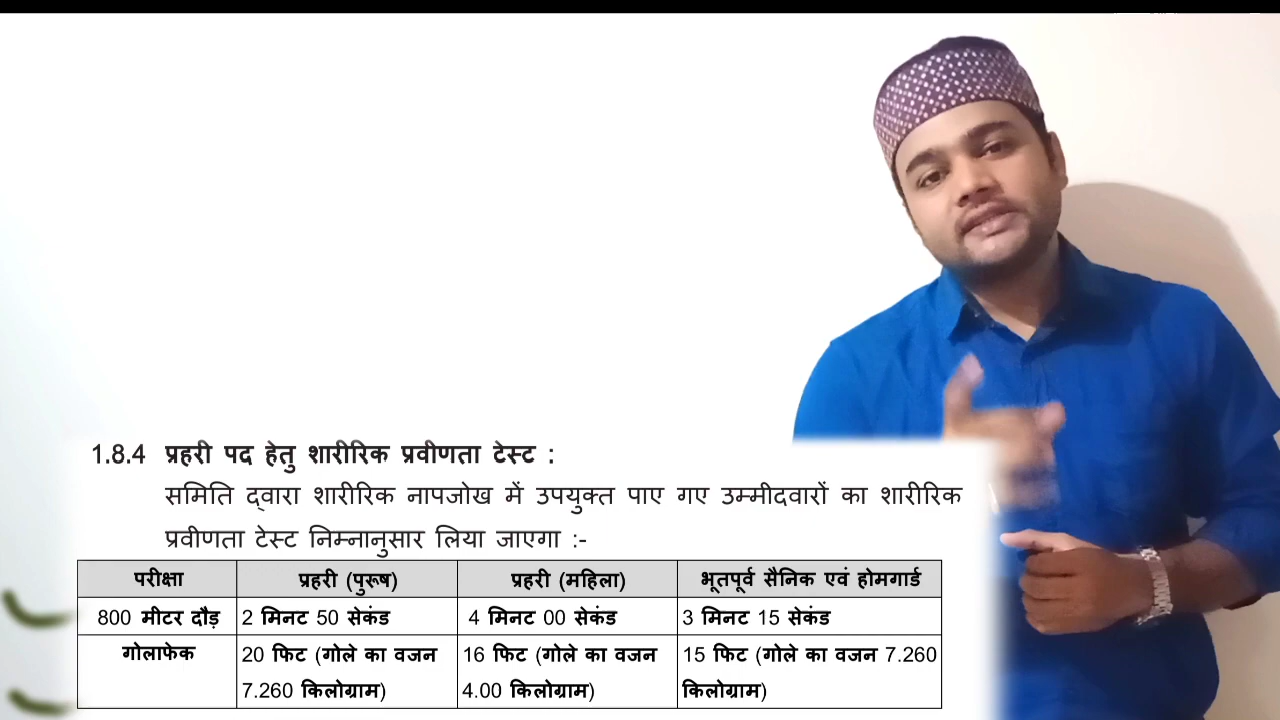 1.8.4 प्रहरी पद हेतु शारीरिक प्रवीणता टेस्ट :
समिति द्वारा शारीरिक नापजोख में उपयुक्त पाए गए उम्मीदवारों का शारीरिक
प्रवीणता टेस्ट निम्नानुसार लिया जाएगा :-
परीक्षा प्रहरी (पुरूष) प्रहरी (महिला) भूतपूर्व सैनिक एवं होमगार्ड
800 मीटर दौड़ 2 मिनट 50 सेकंड 4 मिनट 00 सेकंड 3 मिनट 15 सेकंड
गोलाफेक 20 फिट (गोले का वजन 16 फिट (गोले का वजन 15 फिट (गोले का वजन 7.260
7.260 किलोग्राम) 4.00 किलोग्राम) किलोग्राम)